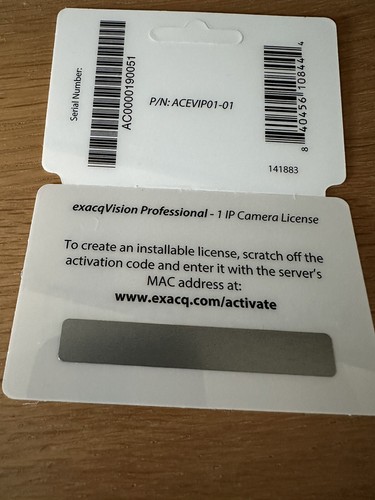 Serial Number:
AC0000190051
P/N: ACEVIP01-01
8 40456 10844 4
141883
exacqVision Professional - 1 IP Camera License
To create an installable license, scratch off the
activation code and enter it with the server's
MAC address at:
www.exacq.com/activate